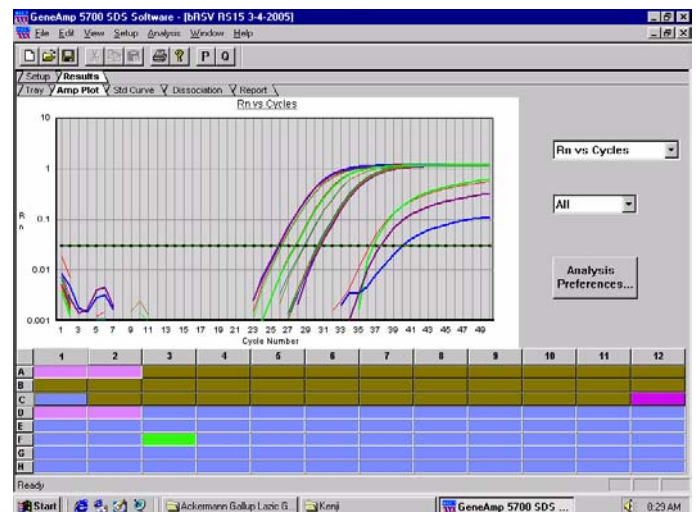 GeneAmp 5700 SDS Software - [bRSV RS15 3-4-2005]
File Edit View Setup Analysis Window Help
P Q
Setup Results
Tray Amp Plot Std Curve Dissociation Report
Rn vs Cycles
10
1
0.1
0.01
0.001
Rn
1 3 5 7 9 11 13 15 17 19 21 23 25 27 29 31 33 35 37 39 41 43 45 47 49
Cycle Number
Rn vs Cycles
All
Analysis
Preferences...
1 2 3 4 5 6 7 8 9 10 11 12
A
B
C
D
E
F
G
H
Ready
Start Ackermann Gallup Lazic G... Kenji GeneAmp 5700 SDS ... 8:29 AM